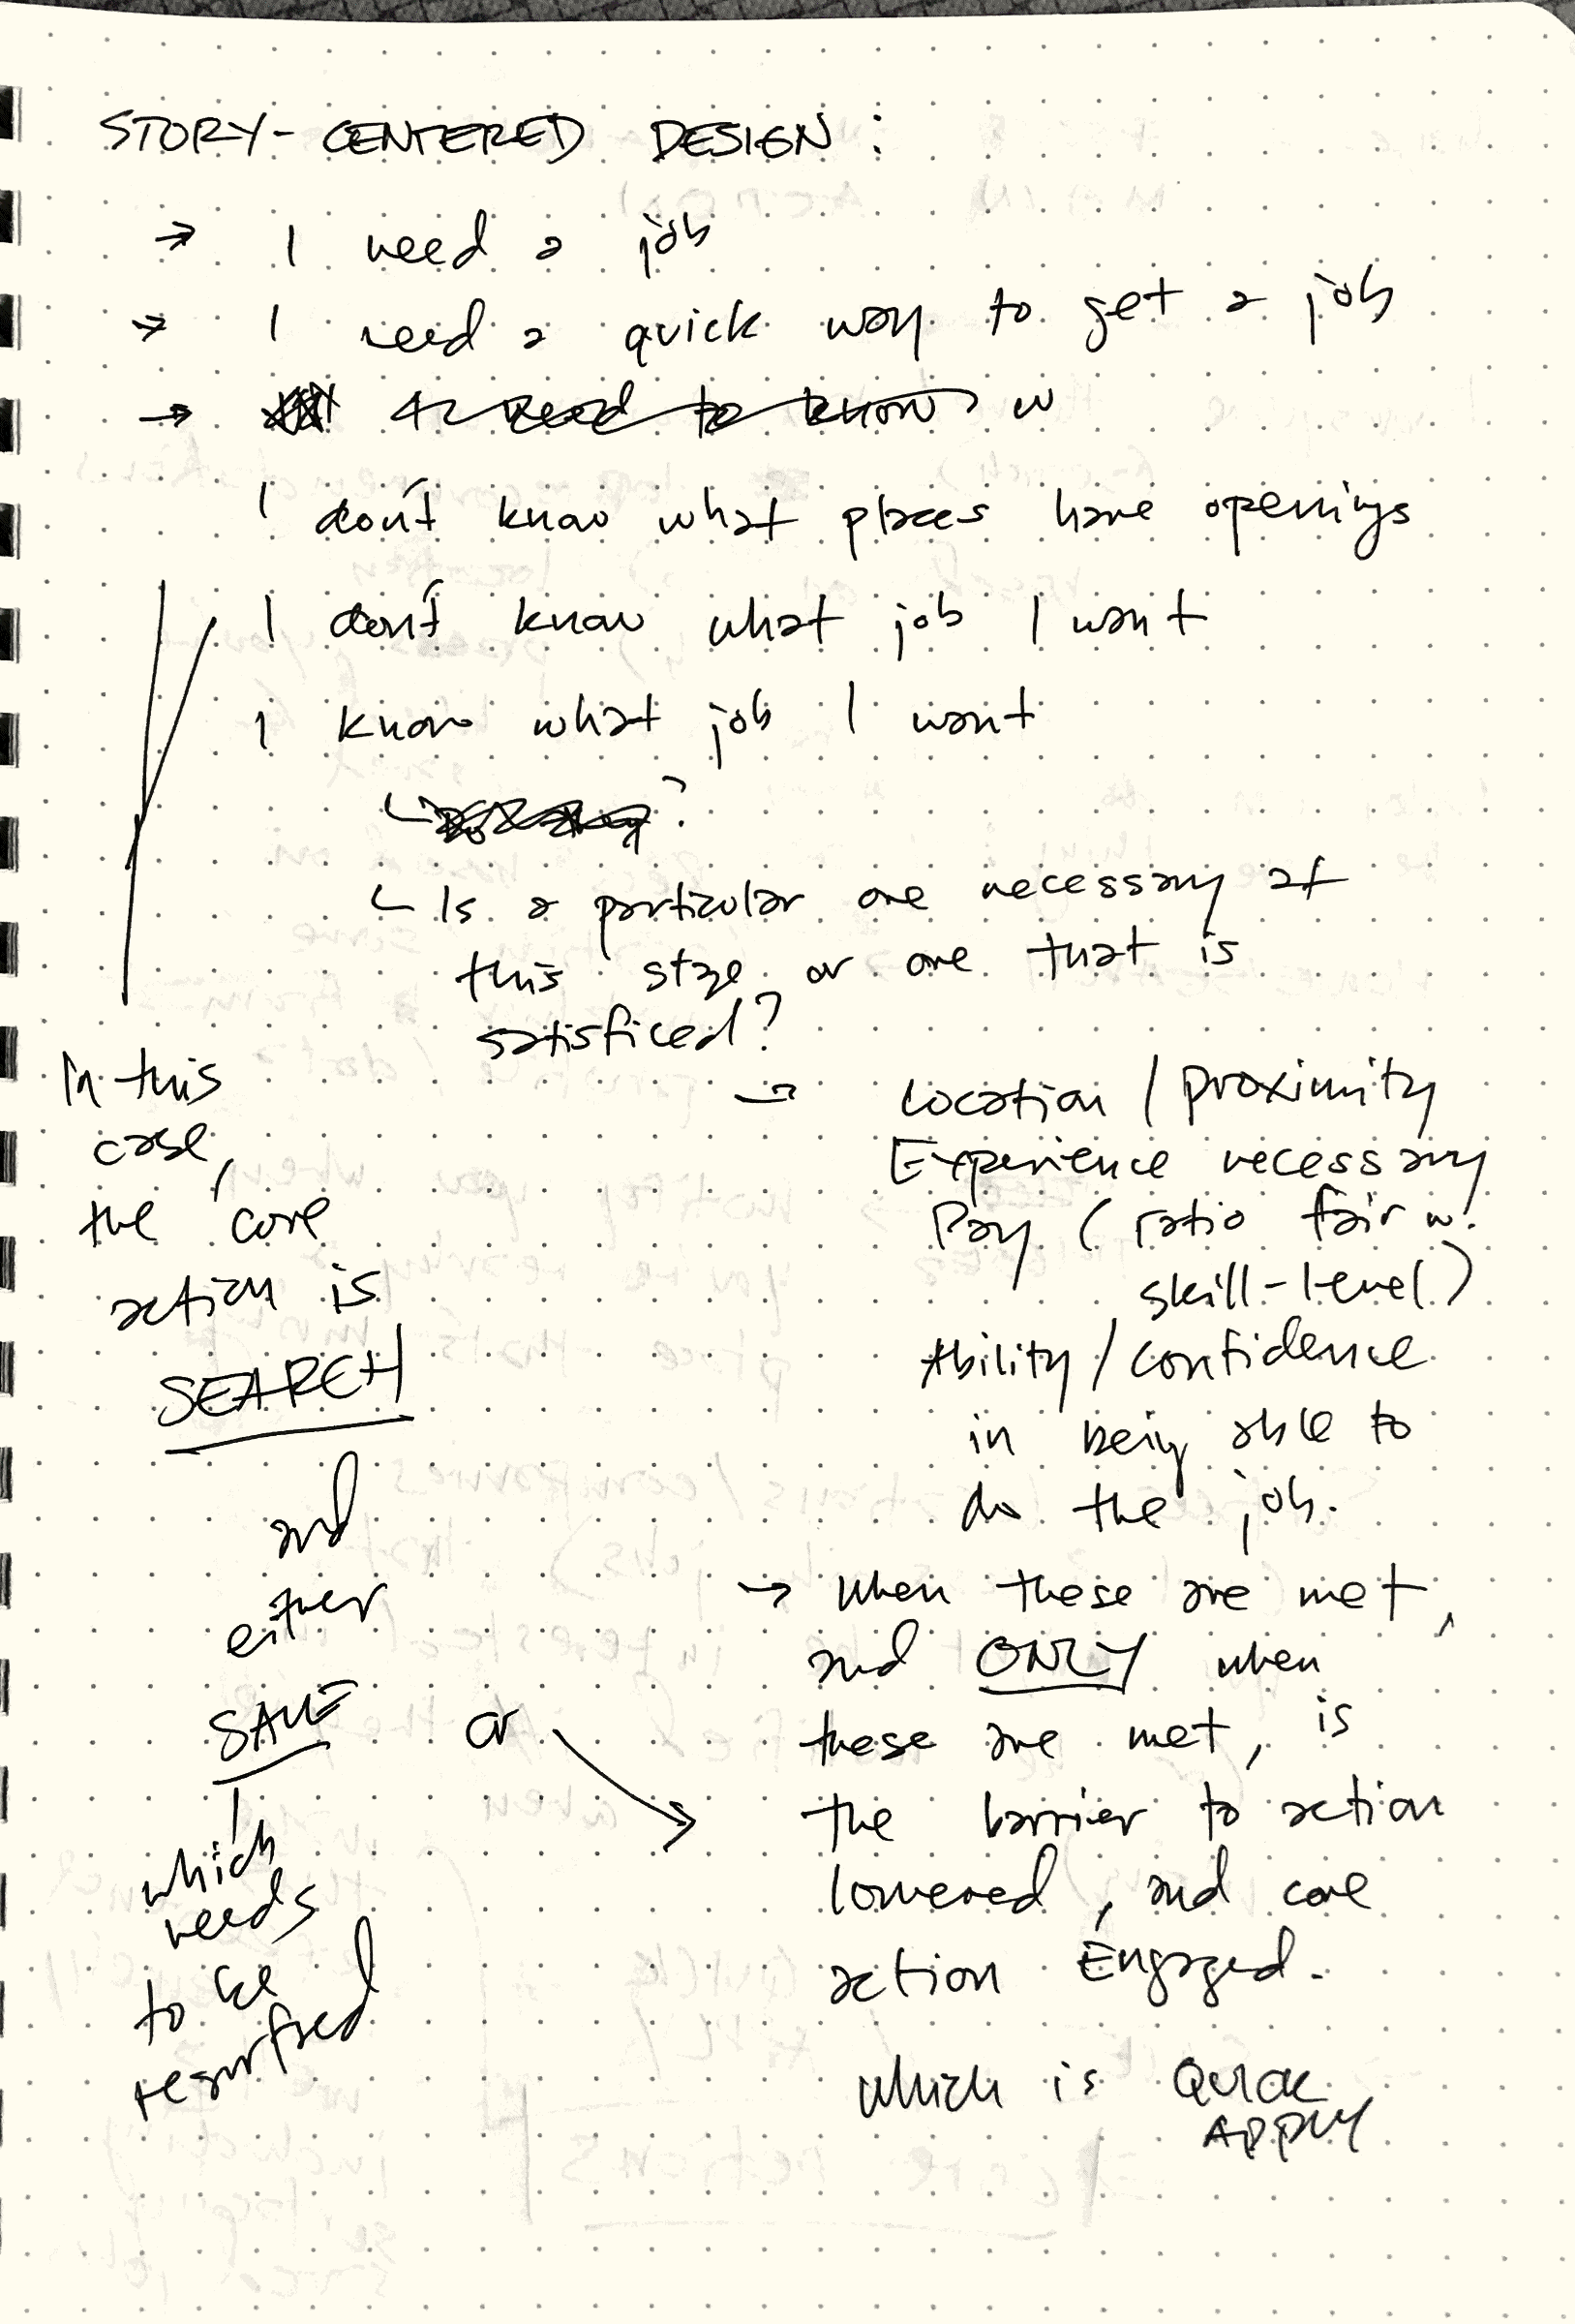 STORY-CENTERED DESIGN:
→ I need a job
→ I need a quick way to get a job
→ I need to know w
I don't know what places have openings
I don't know what job I want
I know what job I want
↳ ?
↳ Is a particular one necessary at
this stage or one that is
satisficed?
→ Location / proximity
Experience necessary
Pay (ratio fair w.
skill-level)
Ability / confidence
in being able to
do the job.
→ when these are met,
and ONLY when
these are met, is
the barrier to action
lowered, and core
action Engaged.
which is QUICK
APPLY
In this
case,
the core
action is
SEARCH
and
either
SAVE or
which
needs
to be
resurfaced